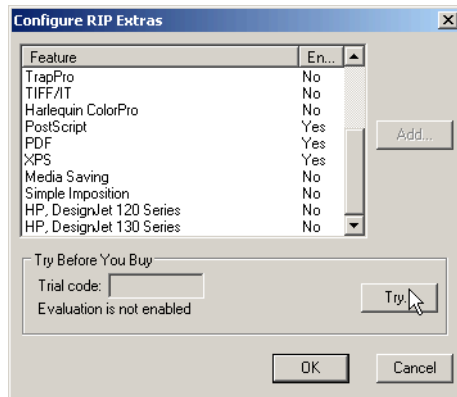 Configure RIP Extras
Feature En...
TrapPro No
TIFF/IT No
Harlequin ColorPro No
PostScript Yes
PDF Yes
XPS Yes
Media Saving No
Simple Imposition No
HP, DesignJet 120 Series No
HP, DesignJet 130 Series No
Add...
Try Before You Buy
Trial code:
Evaluation is not enabled
Try.
OK Cancel